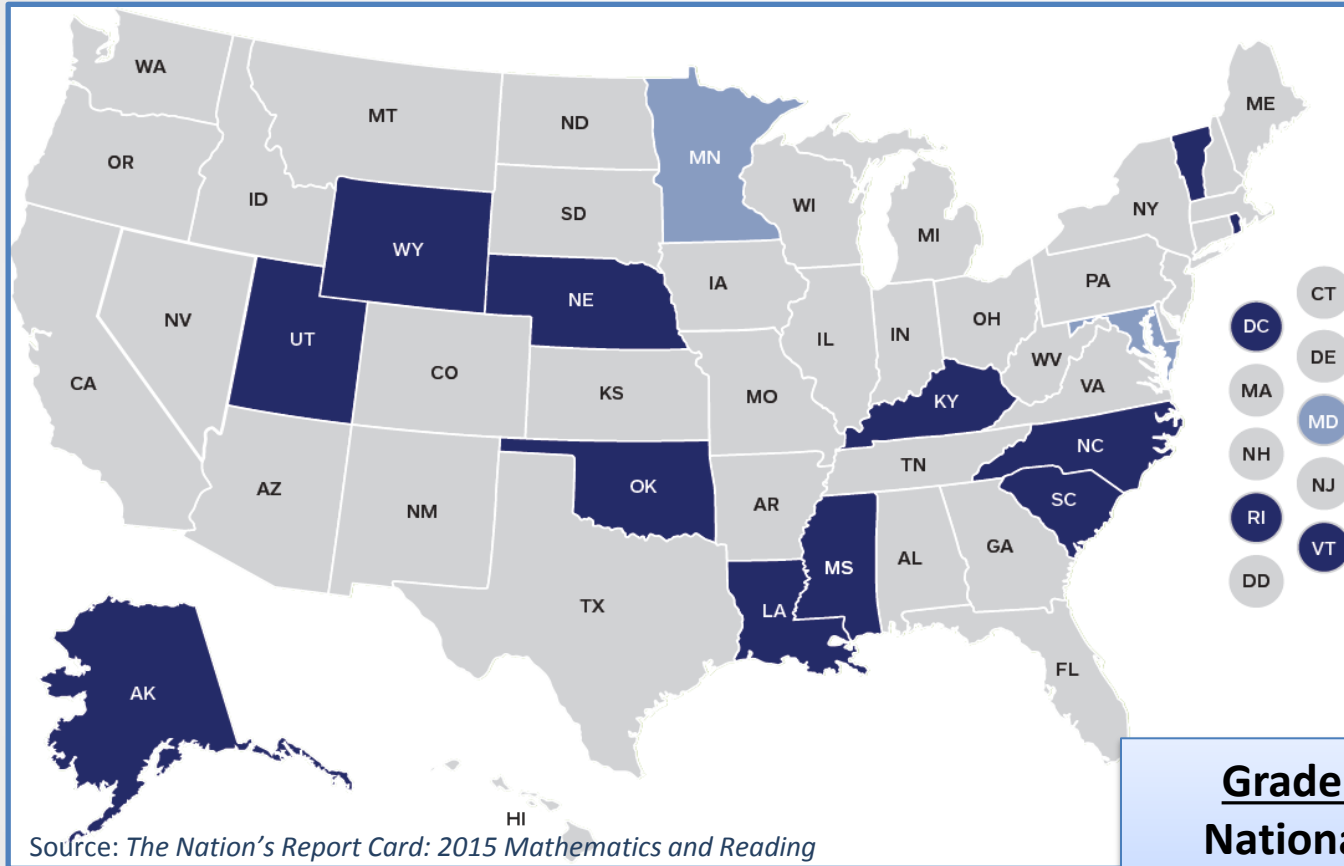 WA
MT
ND
MN
ME
OR
ID
SD
WI
MI
NY
WY
NE
IA
PA
NV
UT
CO
KS
MO
IL
IN
OH
WV
VA
KY
CA
AZ
NM
OK
AR
TN
NC
SC
TX
LA
MS
AL
GA
FL
AK
HI
CT
DC
DE
MA
MD
NH
NJ
RI
VT
DD
Source: The Nation's Report Card: 2015 Mathematics and Reading
Grade
Nationa